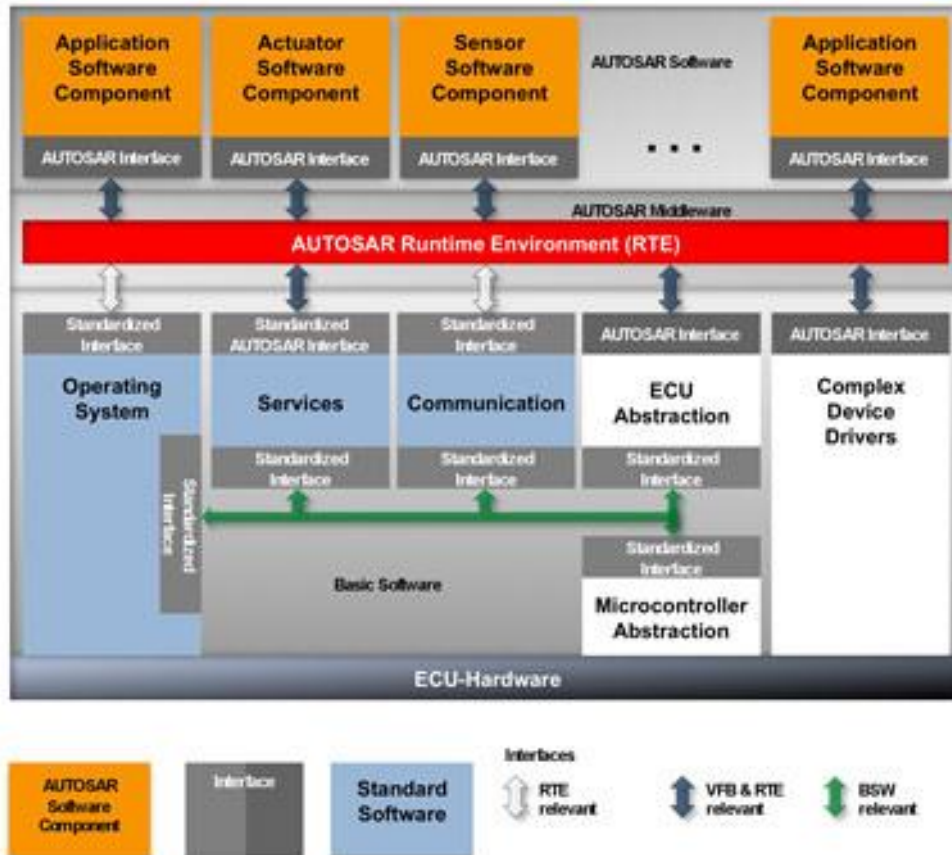 Application
Software
Component
Actuator
Software
Component
Sensor
Software
Component
AUTOSAR Software
Application
Software
Component
AUTOSAR Interface
AUTOSAR Interface
AUTOSAR Interface
. . .
AUTOSAR Interface
AUTOSAR Middleware
AUTOSAR Runtime Environment (RTE)
Standardized
Interface
Standardized
AUTOSAR Interface
Standardized
Interface
AUTOSAR Interface
AUTOSAR Interface
Operating
System
Services
Communication
ECU
Abstraction
Complex
Device
Drivers
Standardized
Interface
Standardized
Interface
Standardized
Interface
Standardized
Interface
Standardized
Interface
Basic Software
Microcontroller
Abstraction
ECU-Hardware
AUTOSAR
Software
Component
Interface
Standard
Software
Interfaces
RTE
relevant
VFB & RTE
relevant
BSW
relevant